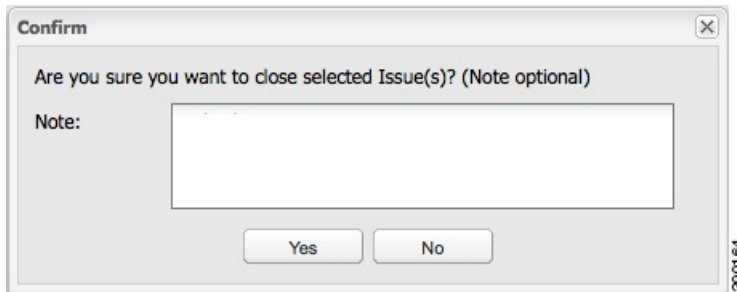 Confirm
Are you sure you want to close selected Issue(s)? (Note optional)
Note:
Yes No